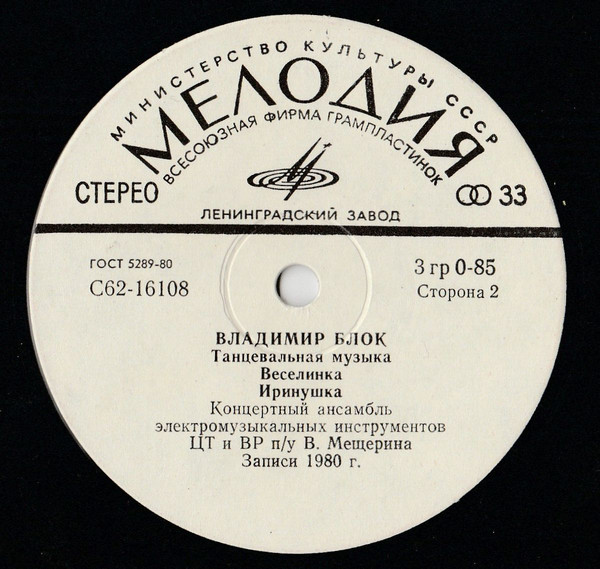 МИНИСТЕРСТВО КУЛЬТУРЫ СССР
МЕЛОДИЯ
ВСЕСОЮЗНАЯ ФИРМА ГРАМПЛАСТИНОК
СТЕРЕО
33
ЛЕНИНГРАДСКИЙ ЗАВОД
ГОСТ 5289-80
С62-16108
3 гр 0-85
Сторона 2
ВЛАДИМИР БЛОК
Танцевальная музыка
Веселинка
Иринушка
Концертный ансамбль
электромузыкальных инструментов
ЦТ и ВР п/у В. Мещерина
Записи 1980 г.